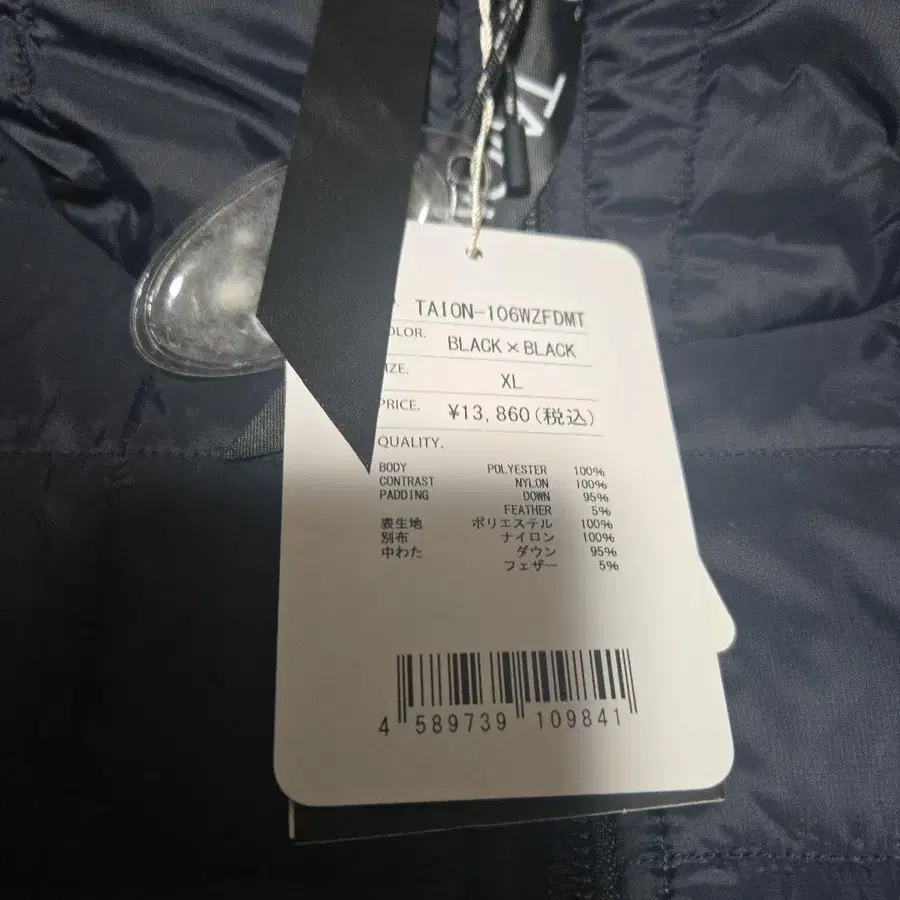 TA
TAION-106WZFDMT
OLOR. BLACK×BLACK
IZE. XL
PRICE. ¥13,860(税込)
QUALITY.
BODY POLYESTER 100%
CONTRAST NYLON 100%
PADDING DOWN 95%
FEATHER 5%
表生地 ポリエステル 100%
別布 ナイロン 100%
中わた ダウン 95%
フェザー 5%
4 589739 109841